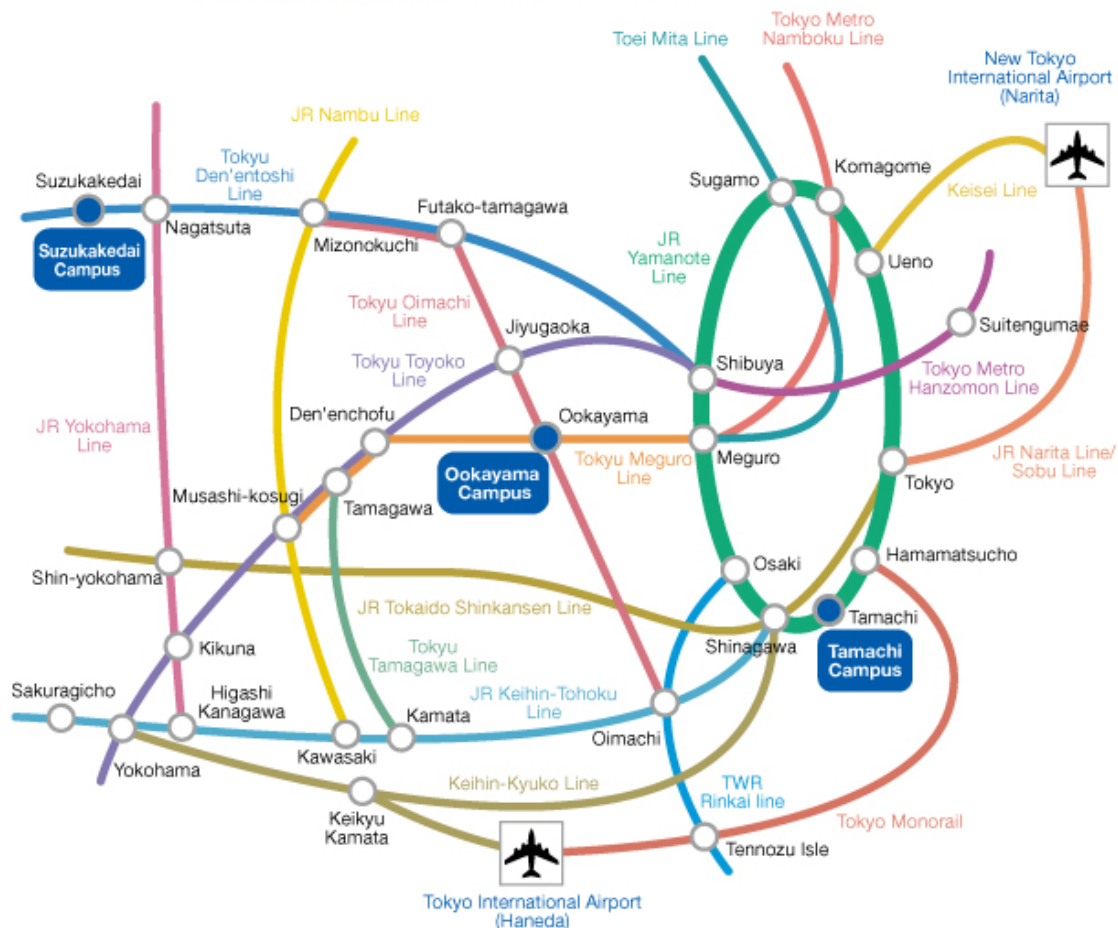 Toei Mita Line
Tokyo Metro
Namboku Line
New Tokyo
International Airport
(Narita)
JR Nambu Line
Tokyu
Den'entoshi
Line
Suzukakedai
Nagatsuta
Suzukakedai
Campus
Mizonokuchi
Futako-tamagawa
Sugamo
Komagome
Keisei Line
JR
Yamanote
Line
Ueno
Tokyu Oimachi
Line
Jiyugaoka
Suitengumae
Tokyu Toyoko
Line
Shibuya
Tokyo Metro
Hanzomon Line
JR Yokohama
Line
Den'enchofu
Ookayama
Ookayama
Campus
Tokyu Meguro
Line
Meguro
JR Narita Line/
Sobu Line
Tokyo
Musashi-kosugi
Tamagawa
Shin-yokohama
JR Tokaido Shinkansen Line
Osaki
Hamamatsucho
Tamachi
Tamachi
Campus
Shinagawa
Kikuna
Tokyu
Tamagawa Line
Sakuragicho
Higashi
Kanagawa
JR Keihin-Tohoku
Line
Kamata
Oimachi
Yokohama
Kawasaki
Keihin-Kyuko Line
TWR
Rinkai line
Keikyu
Kamata
Tokyo Monorail
Tennozu Isle
Tokyo International Airport
(Haneda)